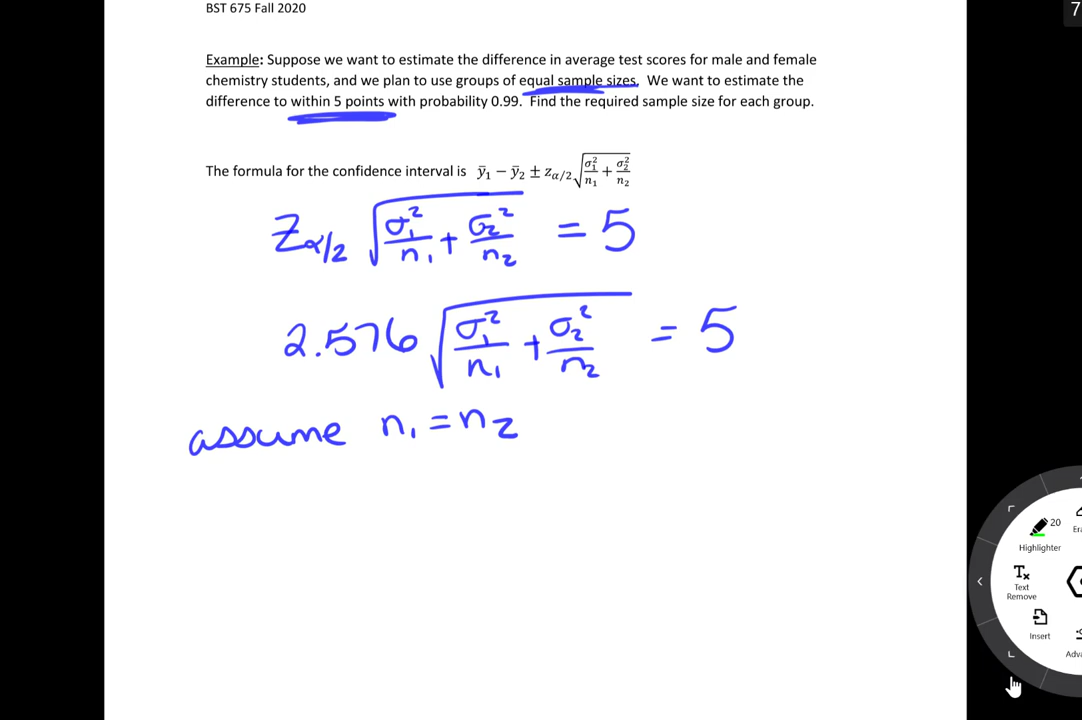 7
BST 675 Fall 2020
Example: Suppose we want to estimate the difference in average test scores for male and female
chemistry students, and we plan to use groups of equal sample sizes. We want to estimate the
difference to within 5 points with probability 0.99. Find the required sample size for each group.
The formula for the confidence interval is ȳ₁ − ȳ₂ ± z_{α/2} √(σ₁²/n₁ + σ₂²/n₂)
Z_{α/2} √(σ₁²/n₁ + σ₂²/n₂) = 5
2.576 √(σ₁²/n₁ + σ₂²/n₂) = 5
assume n₁ = n₂
20
Highlighter
Tx
Text
Remove
Insert